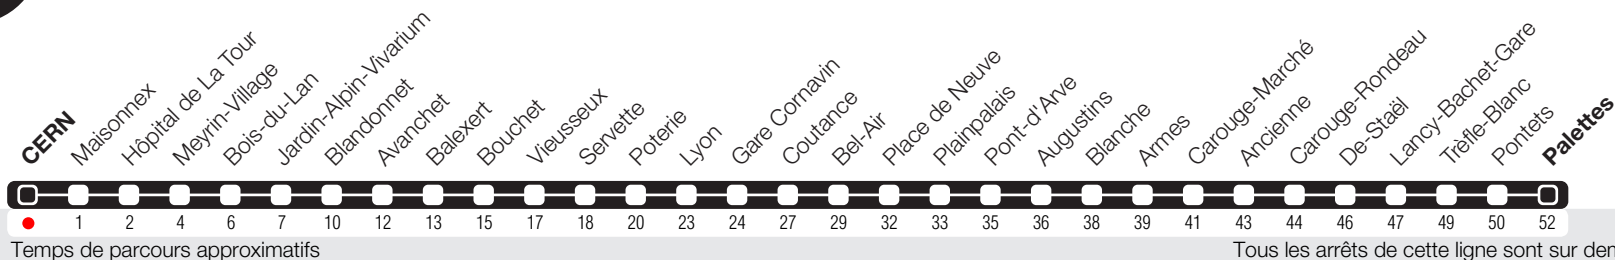 CERN
Maisonnex
Hôpital de La Tour
Meyrin-Village
Bois-du-Lan
Jardin-Alpin-Vivarium
Blandonnet
Avanchet
Balexert
Bouchet
Vieusseux
Servette
Poterie
Lyon
Gare Cornavin
Coutance
Bel-Air
Place de Neuve
Plainpalais
Pont-d'Arve
Augustins
Blanche
Armes
Carouge-Marché
Ancienne
Carouge-Rondeau
De-Staël
Lancy-Bachet-Gare
Trèfle-Blanc
Pontets
Palettes
1 2 4 6 7 10 12 13 15 17 18 20 23 24 27 29 32 33 35 36 38 39 41 43 44 46 47 49 50 52
Temps de parcours approximatifs
Tous les arrêts de cette ligne sont sur